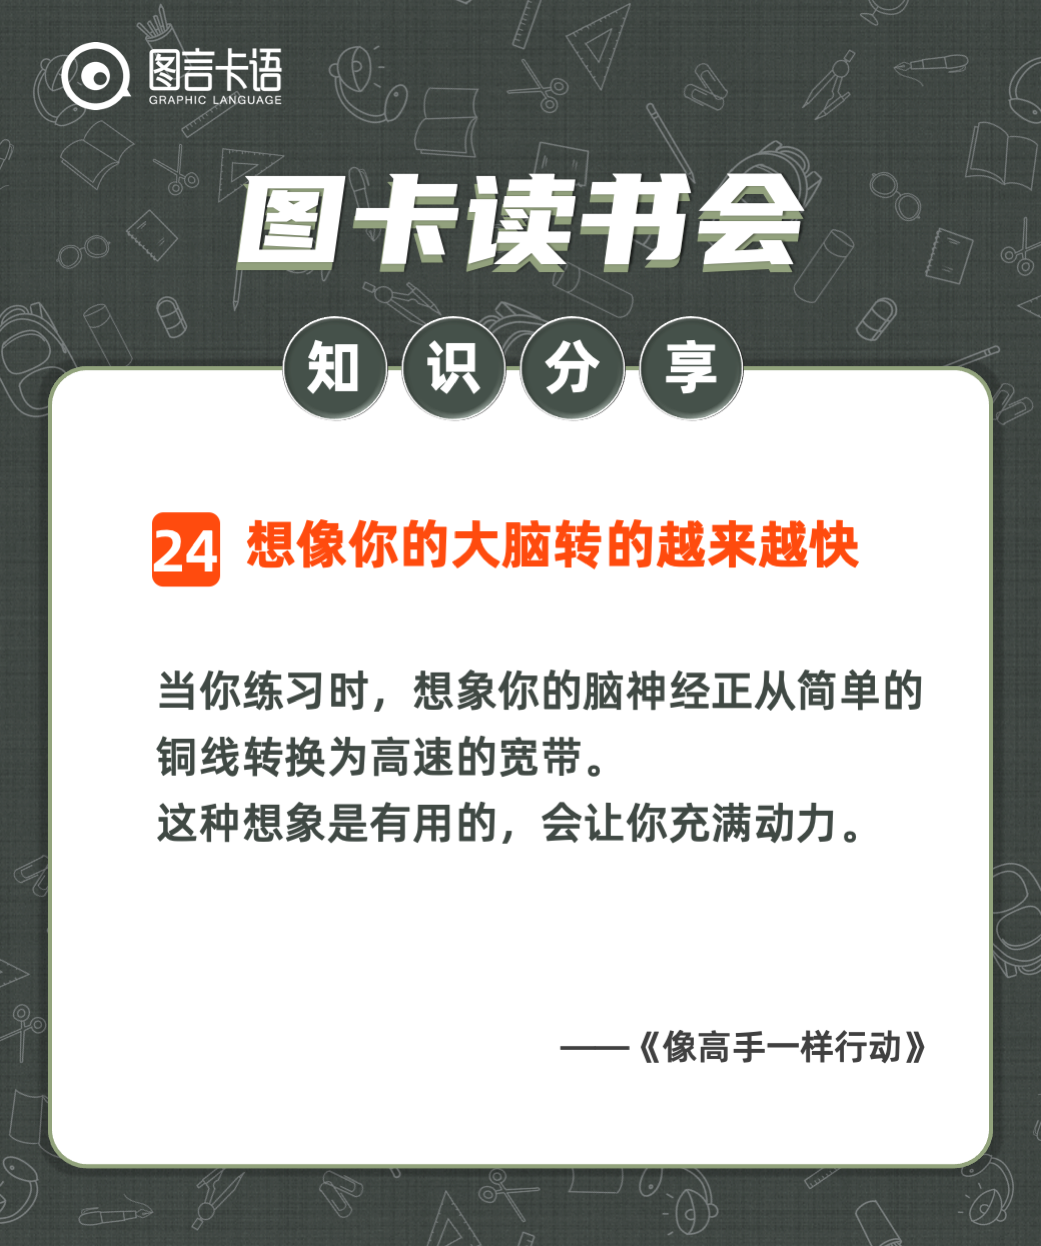 图言卡语
GRAPHIC LANGUAGE
图卡读书会
知识分享
24 想像你的大脑转的越来越快
当你练习时，想象你的脑神经正从简单的
铜线转换为高速的宽带。
这种想象是有用的，会让你充满动力。
——《像高手一样行动》